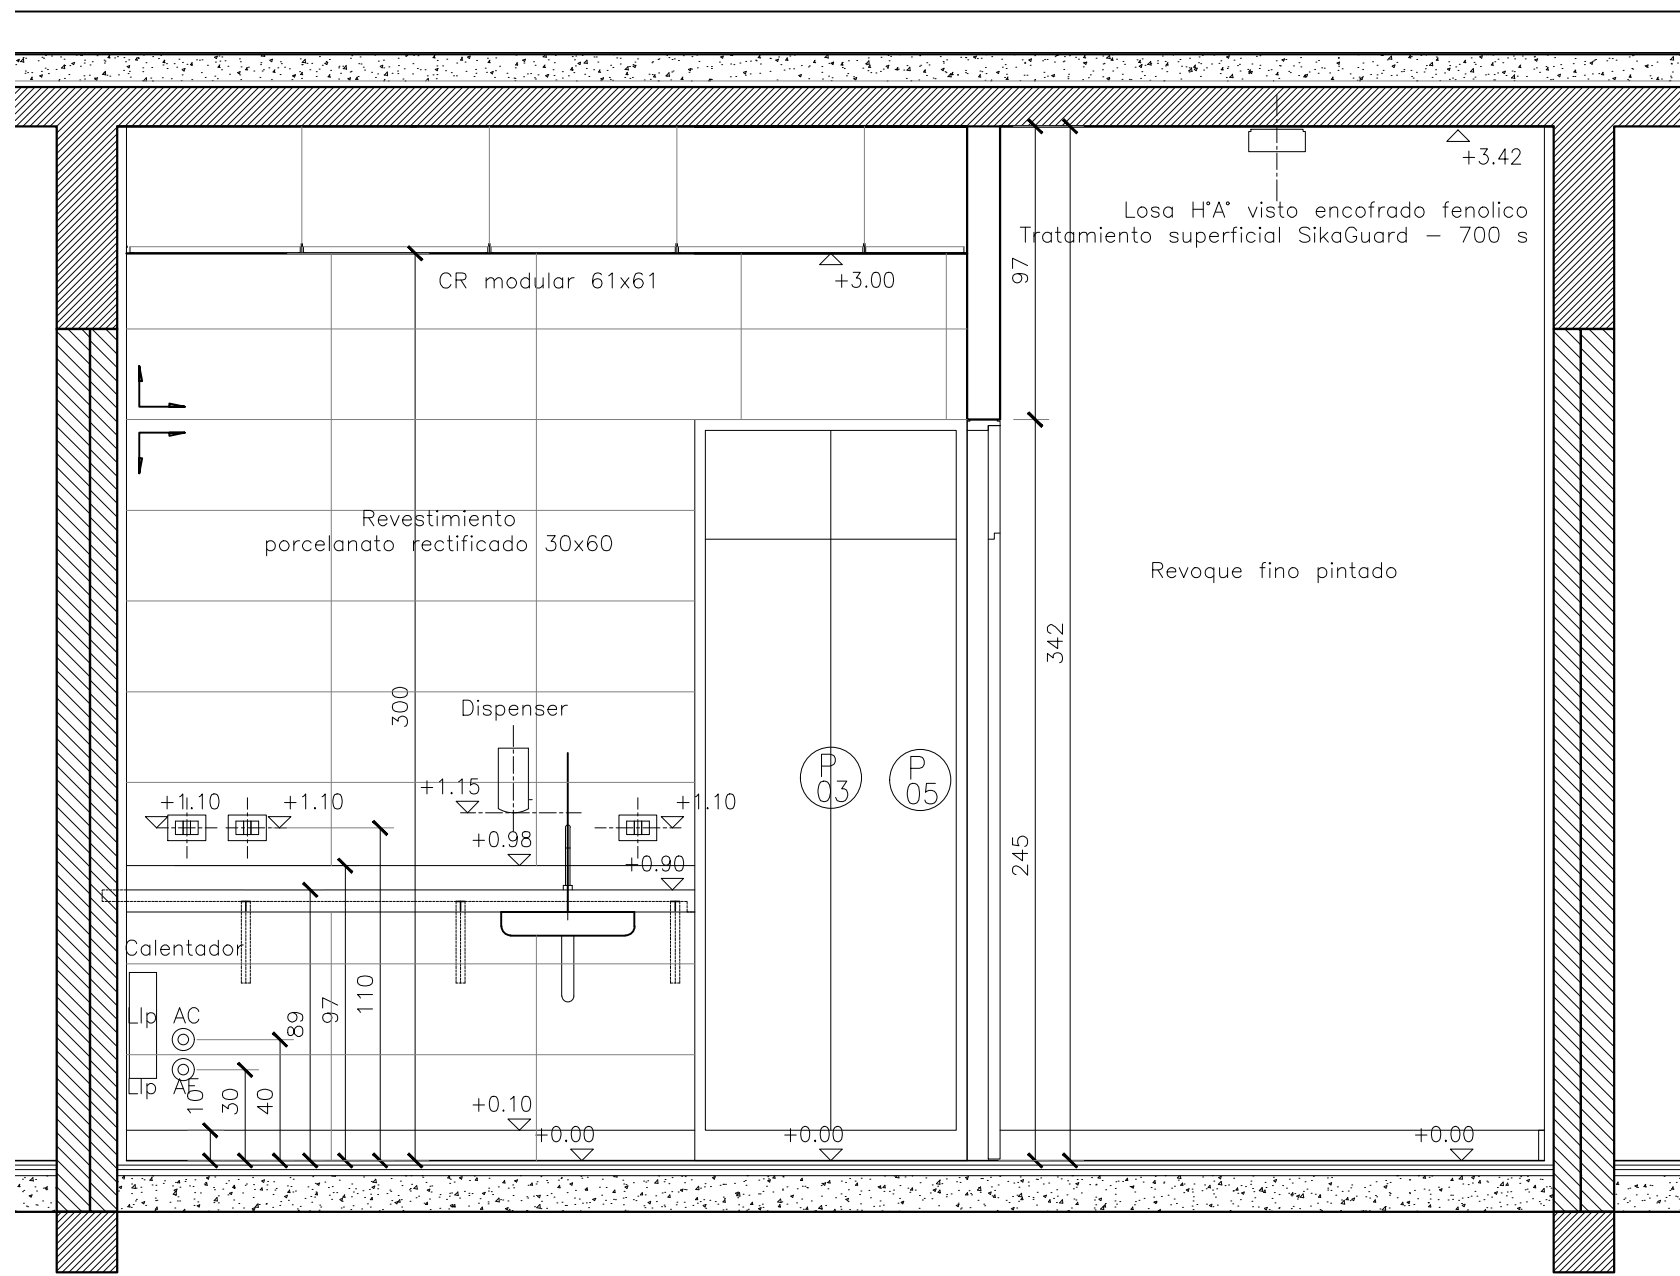 +3.42
Losa H°A° visto encofrado fenolico
Tratamiento superficial SikaGuard – 700 s
97
CR modular 61x61
+3.00
Revestimiento
porcelanato rectificado 30x60
Revoque fino pintado
342
300
Dispenser
P
03
P
05
+1.15
+1.10
+1.10
+1.10
+0.98
+0.90
245
Calentador
Llp AC
Llp AF
10
30
40
89
97
110
+0.10
+0.00
+0.00
+0.00